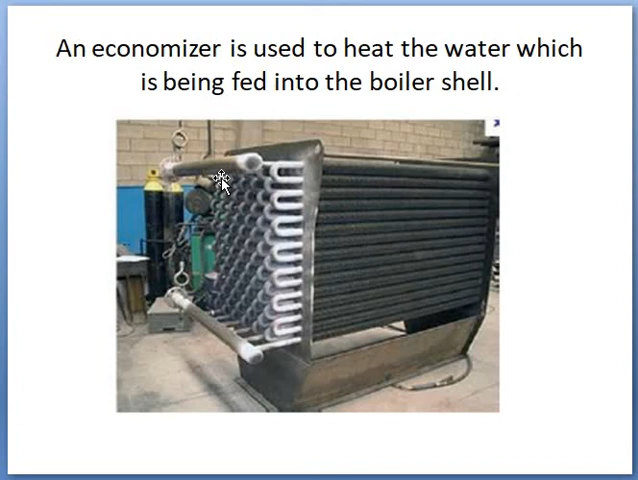 An economizer is used to heat the water which
is being fed into the boiler shell.